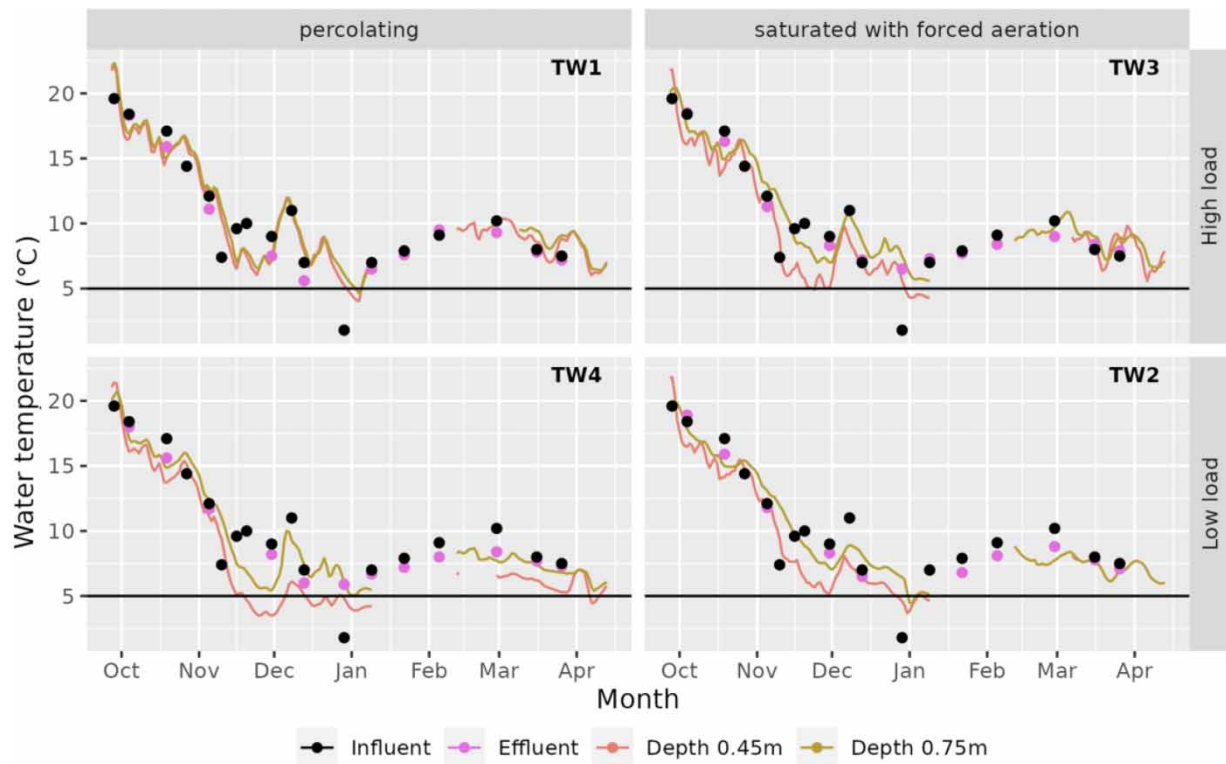 percolating
saturated with forced aeration
TW1
TW3
High load
20
15
10
5
TW4
TW2
Low load
20
15
10
5
Water temperature (°C)
Oct Nov Dec Jan Feb Mar Apr
Oct Nov Dec Jan Feb Mar Apr
Month
Influent Effluent Depth 0.45m Depth 0.75m